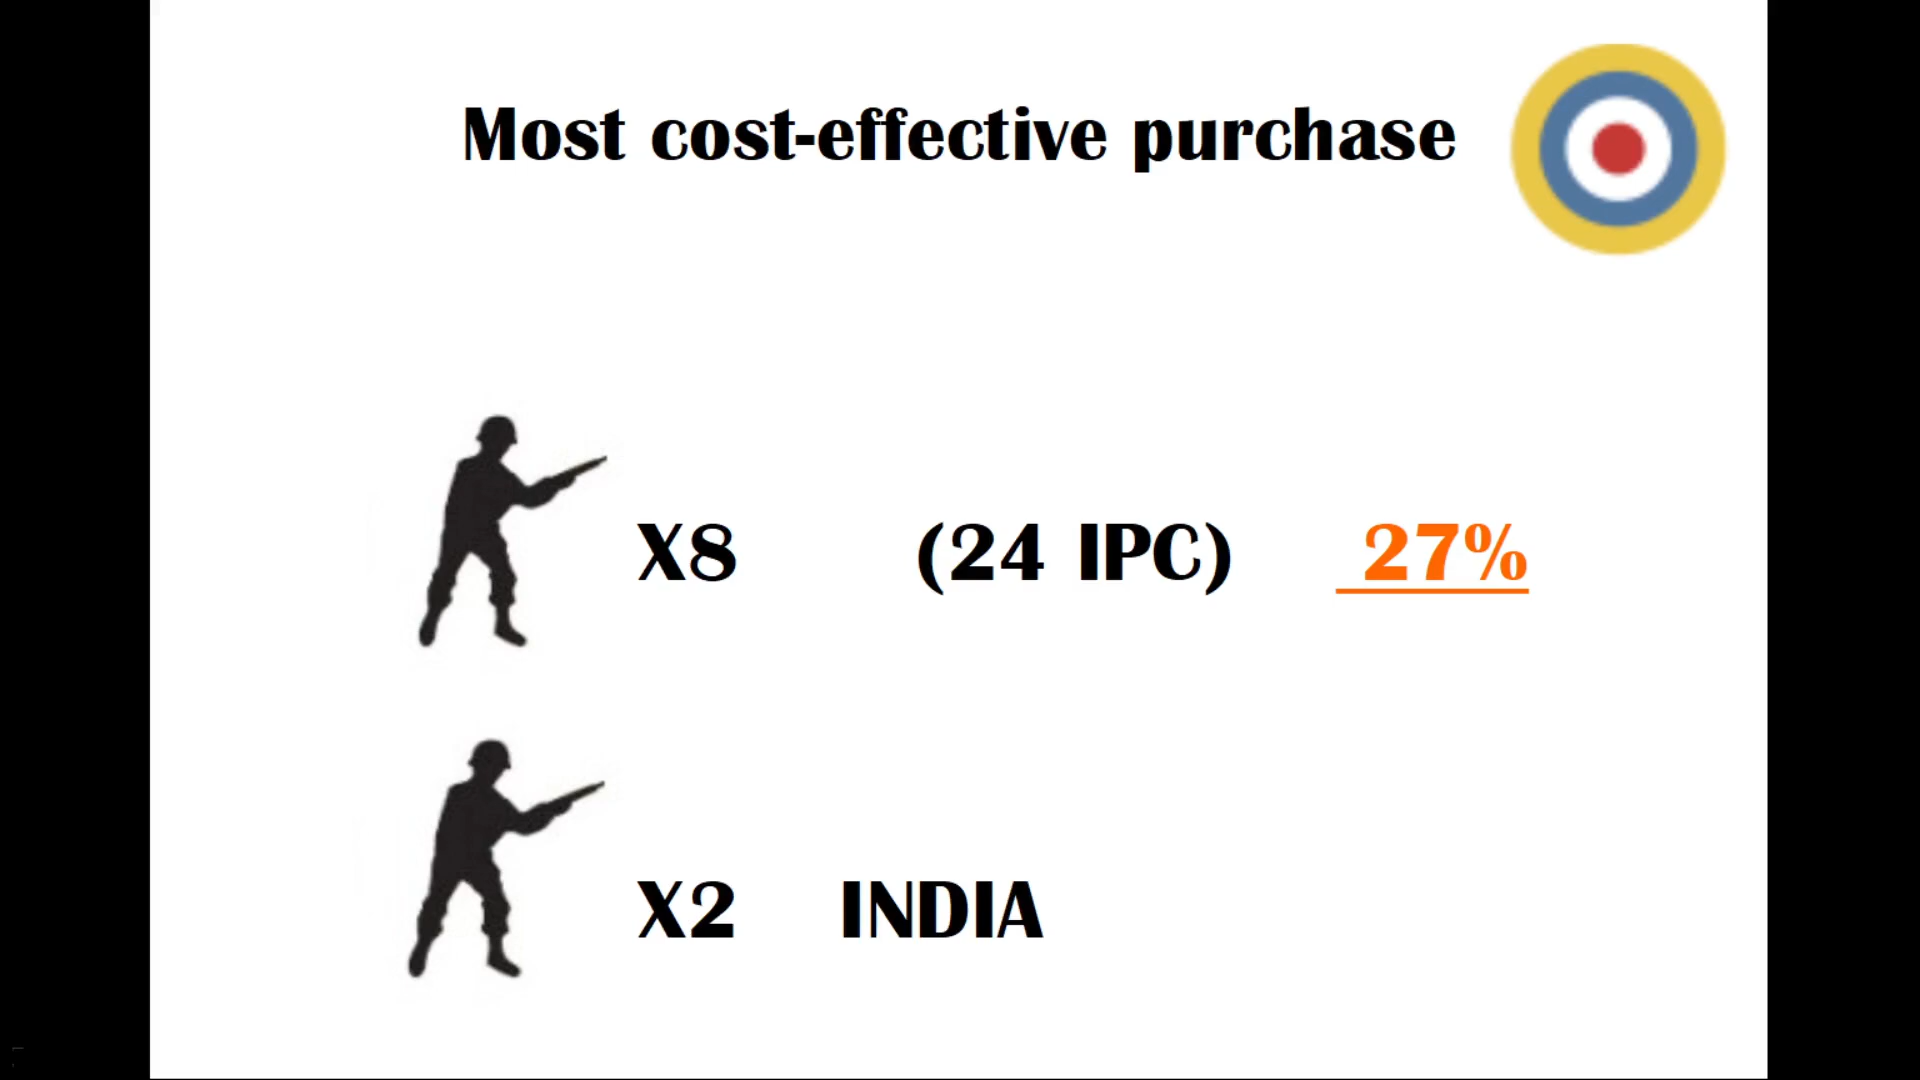 Most cost-effective purchase
X8 (24 IPC) 27%
X2 INDIA